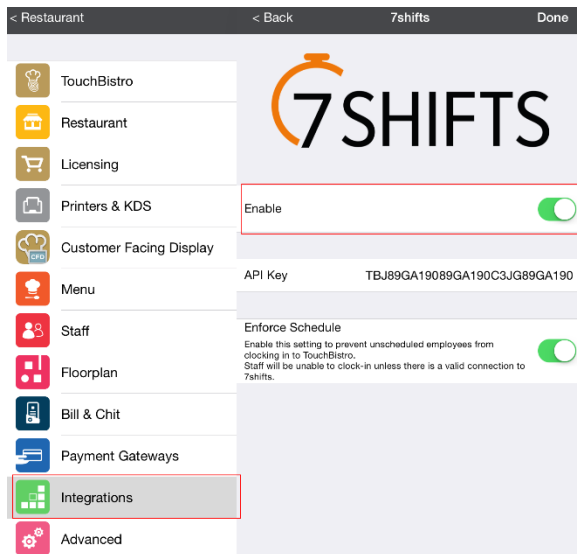 < Restaurant
TouchBistro
Restaurant
Licensing
Printers & KDS
CFD
Customer Facing Display
Menu
Staff
Floorplan
Bill & Chit
Payment Gateways
Integrations
Advanced
< Back 7shifts Done
7SHIFTS
Enable
API Key TBJ89GA19089GA190C3JG89GA190
Enforce Schedule
Enable this setting to prevent unscheduled employees from
clocking in to TouchBistro.
Staff will be unable to clock-in unless there is a valid connection to
7shifts.